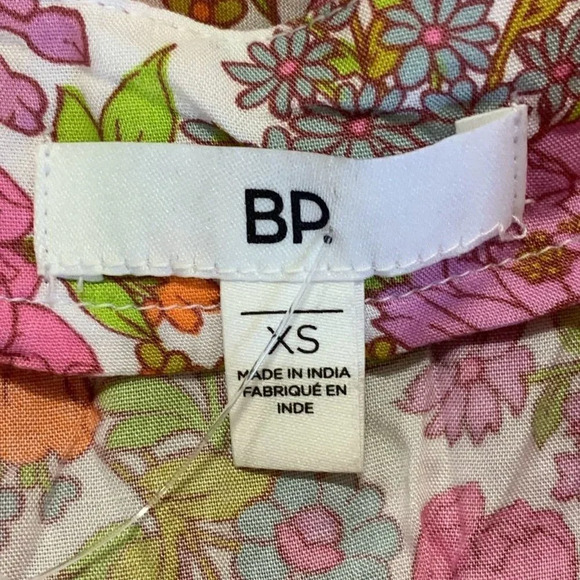 BP.
XS
MADE IN INDIA
FABRIQUÉ EN
INDE